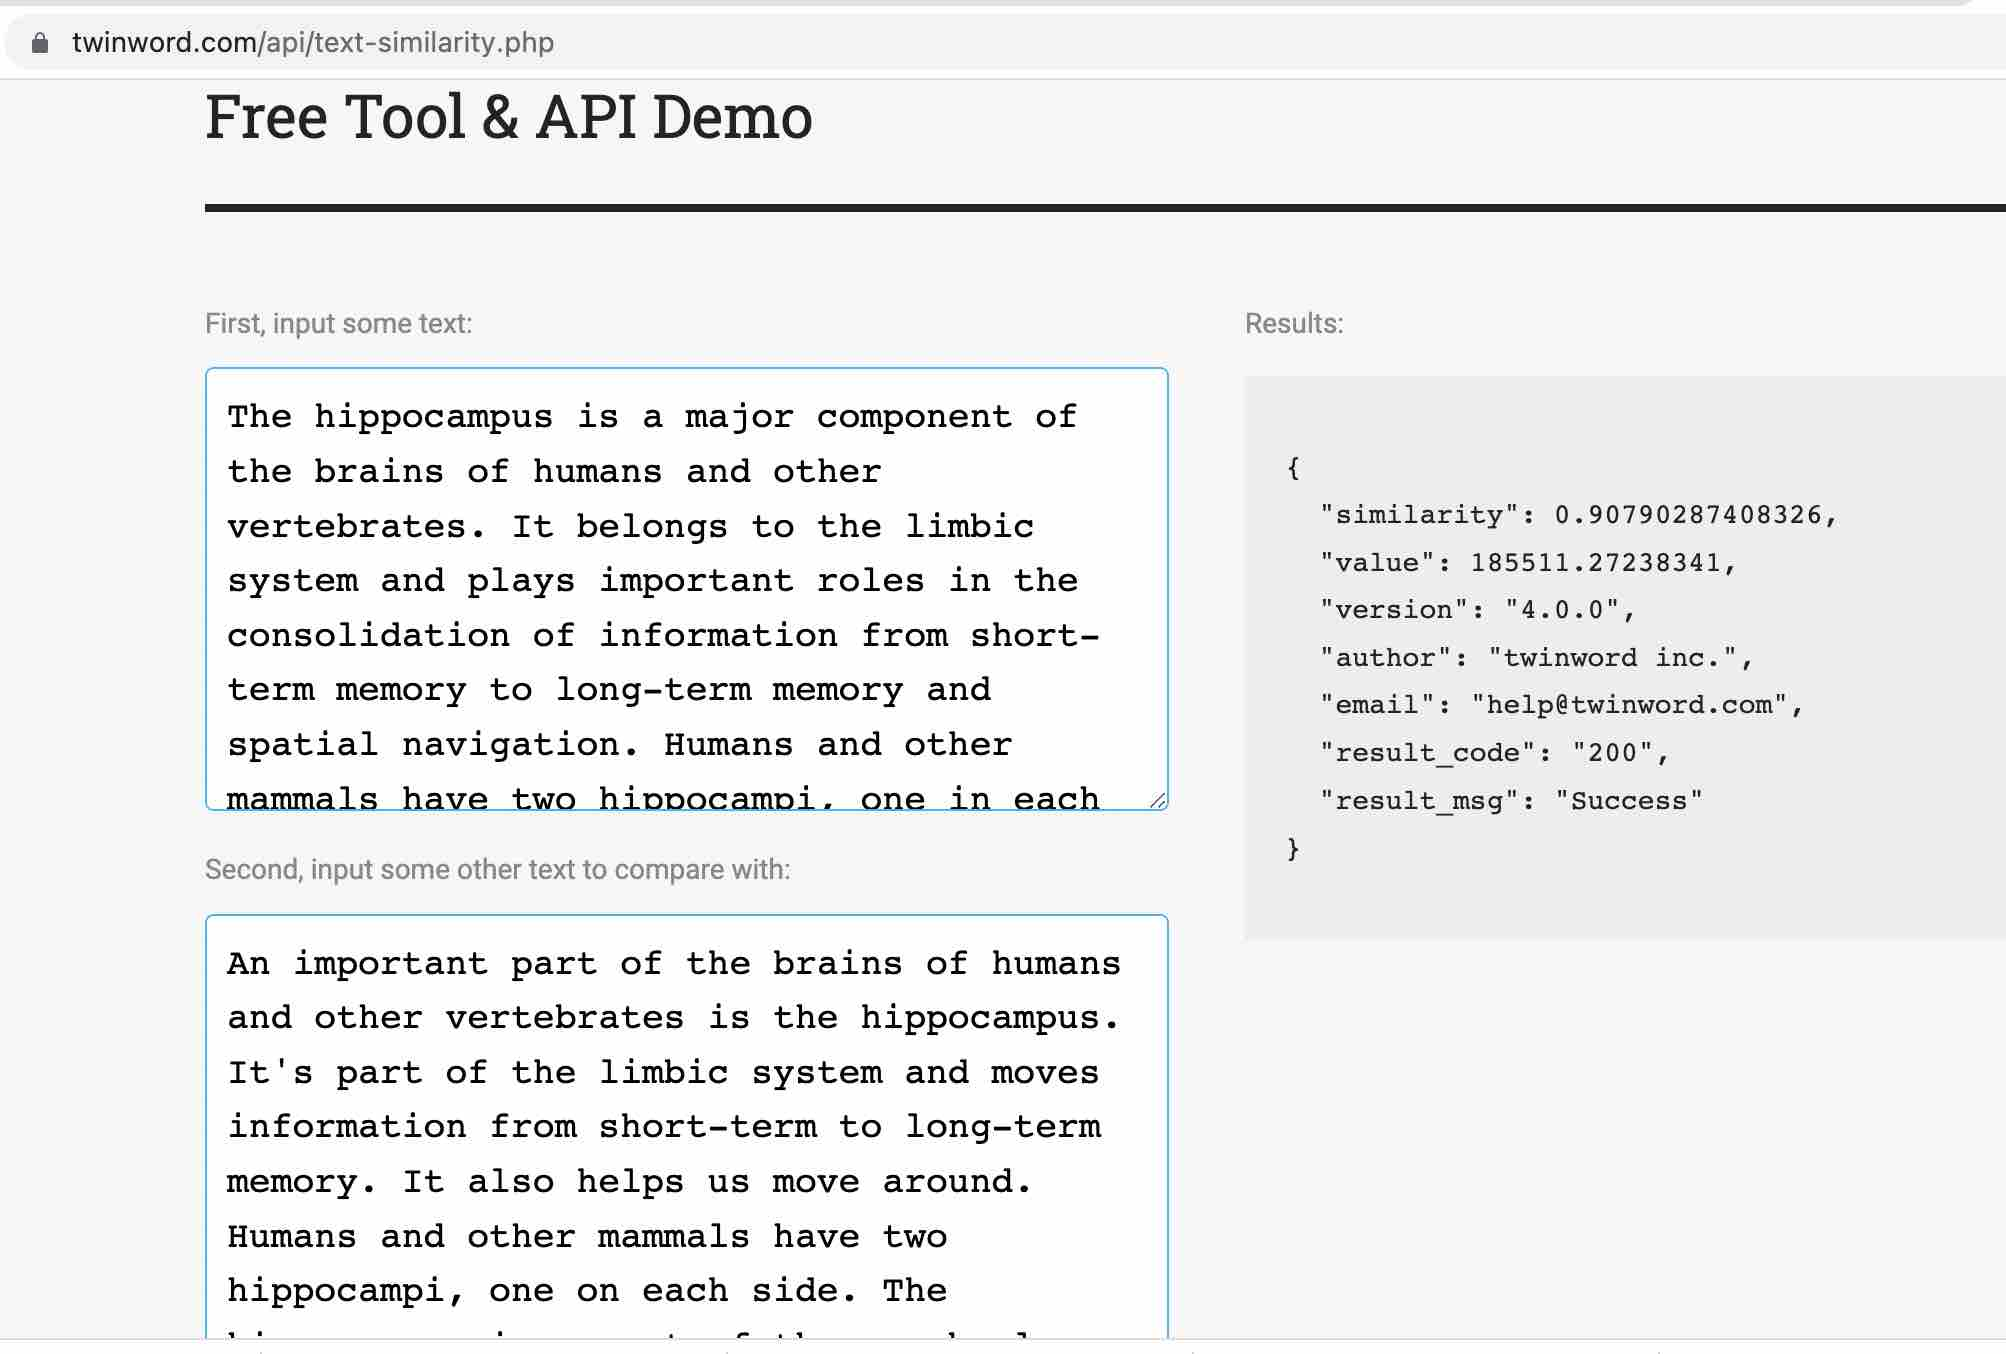 twinword.com/api/text-similarity.php
Free Tool & API Demo
First, input some text:
The hippocampus is a major component of
the brains of humans and other
vertebrates. It belongs to the limbic
system and plays important roles in the
consolidation of information from short-
term memory to long-term memory and
spatial navigation. Humans and other
mammals have two hippocampi, one in each
Second, input some other text to compare with:
An important part of the brains of humans
and other vertebrates is the hippocampus.
It's part of the limbic system and moves
information from short-term to long-term
memory. It also helps us move around.
Humans and other mammals have two
hippocampi, one on each side. The
Results:
{
"similarity": 0.90790287408326,
"value": 185511.27238341,
"version": "4.0.0",
"author": "twinword inc.",
"email": "help@twinword.com",
"result_code": "200",
"result_msg": "Success"
}